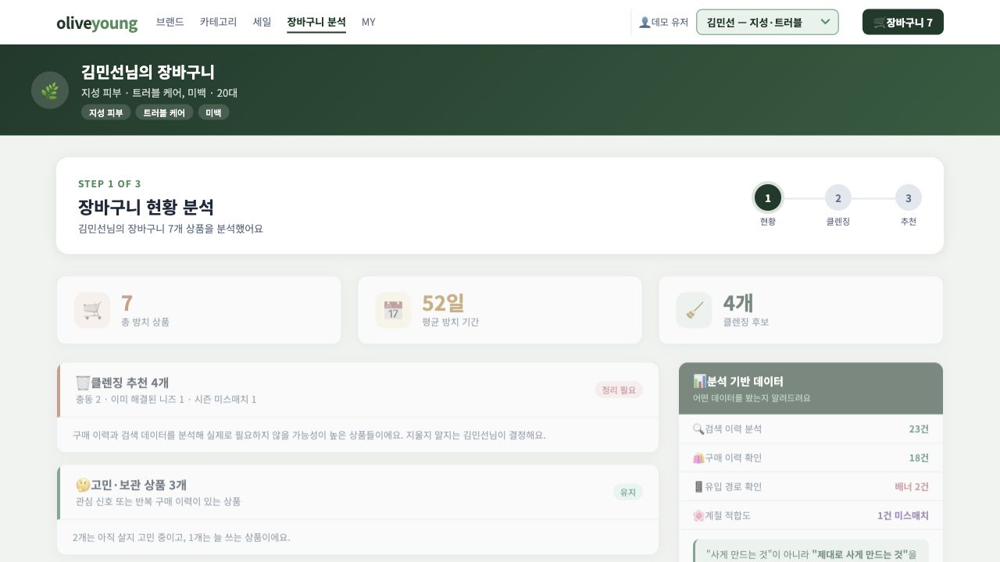 oliveyoung
브랜드
카테고리
세일
장바구니 분석
MY
데모 유저
김민선 — 지성·트러블
장바구니 7
김민선님의 장바구니
지성 피부 · 트러블 케어, 미백 · 20대
지성 피부
트러블 케어
미백
STEP 1 OF 3
장바구니 현황 분석
김민선님의 장바구니 7개 상품을 분석했어요
1
2
3
현황
클렌징
추천
7
총 방치 상품
17
52일
평균 방치 기간
4개
클렌징 후보
클렌징 추천 4개
충동 2 · 이미 해결된 니즈 1 · 시즌 미스매치 1
정리 필요
구매 이력과 검색 데이터를 분석해 실제로 필요하지 않을 가능성이 높은 상품들이에요. 지울지 말지는 김민선님이 결정해요.
고민·보관 상품 3개
관심 신호 또는 반복 구매 이력이 있는 상품
유지
2개는 아직 살지 고민 중이고, 1개는 늘 쓰는 상품이에요.
분석 기반 데이터
어떤 데이터를 봤는지 알려드려요
검색 이력 분석
23건
구매 이력 확인
18건
유입 경로 확인
배너 2건
계절 적합도
1건 미스매치
"사게 만드는 것"이 아니라 "제대로 사게 만드는 것"을